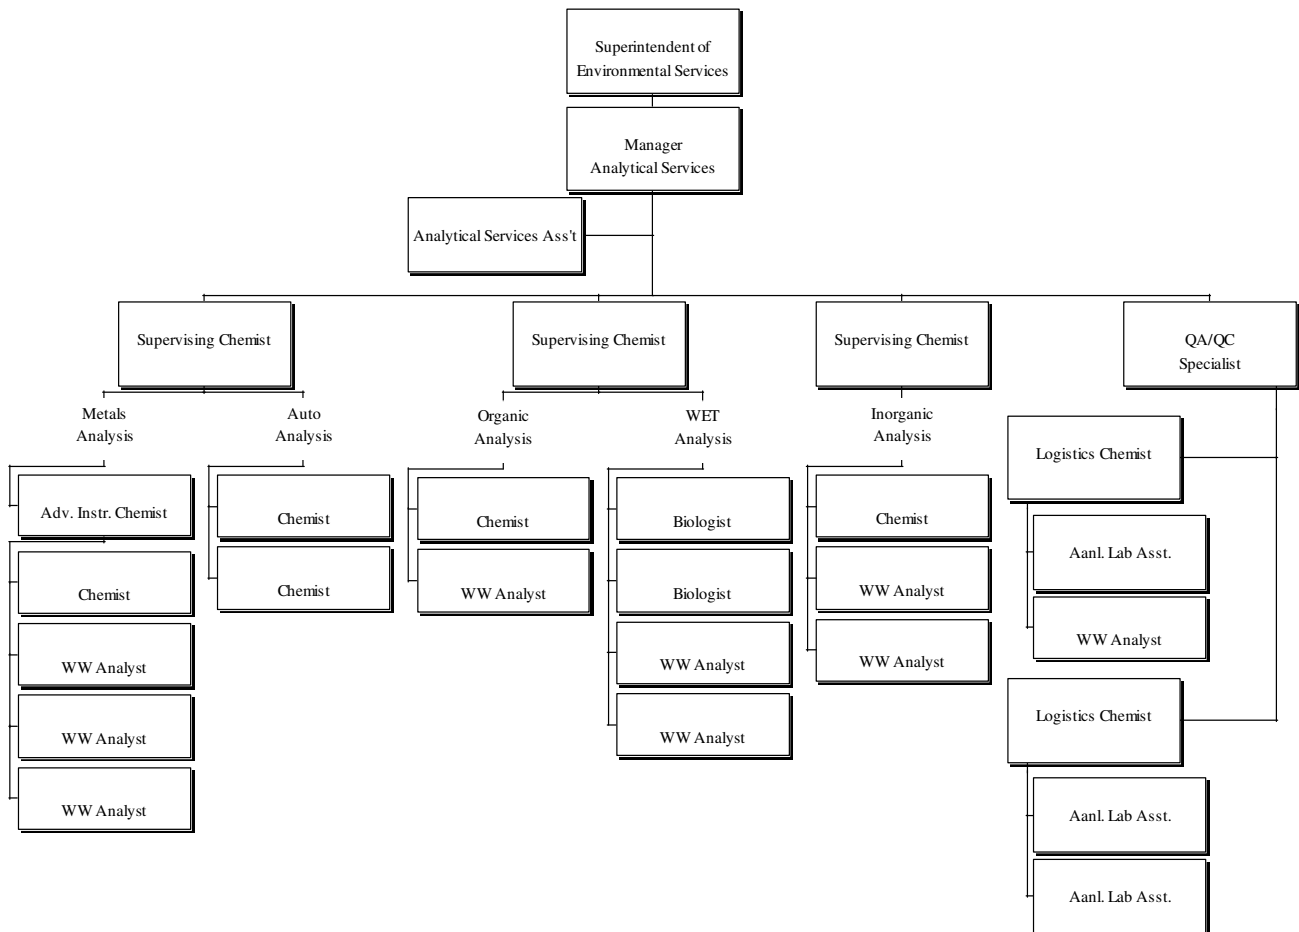 Superintendent of
Environmental Services
Manager
Analytical Services
Analytical Services Ass't
Supervising Chemist
Supervising Chemist
Supervising Chemist
QA/QC
Specialist
Metals
Analysis
Auto
Analysis
Organic
Analysis
WET
Analysis
Inorganic
Analysis
Adv. Instr. Chemist
Chemist
WW Analyst
WW Analyst
WW Analyst
Chemist
Chemist
Chemist
WW Analyst
Biologist
Biologist
WW Analyst
WW Analyst
Chemist
WW Analyst
WW Analyst
Logistics Chemist
Aanl. Lab Asst.
WW Analyst
Logistics Chemist
Aanl. Lab Asst.
Aanl. Lab Asst.